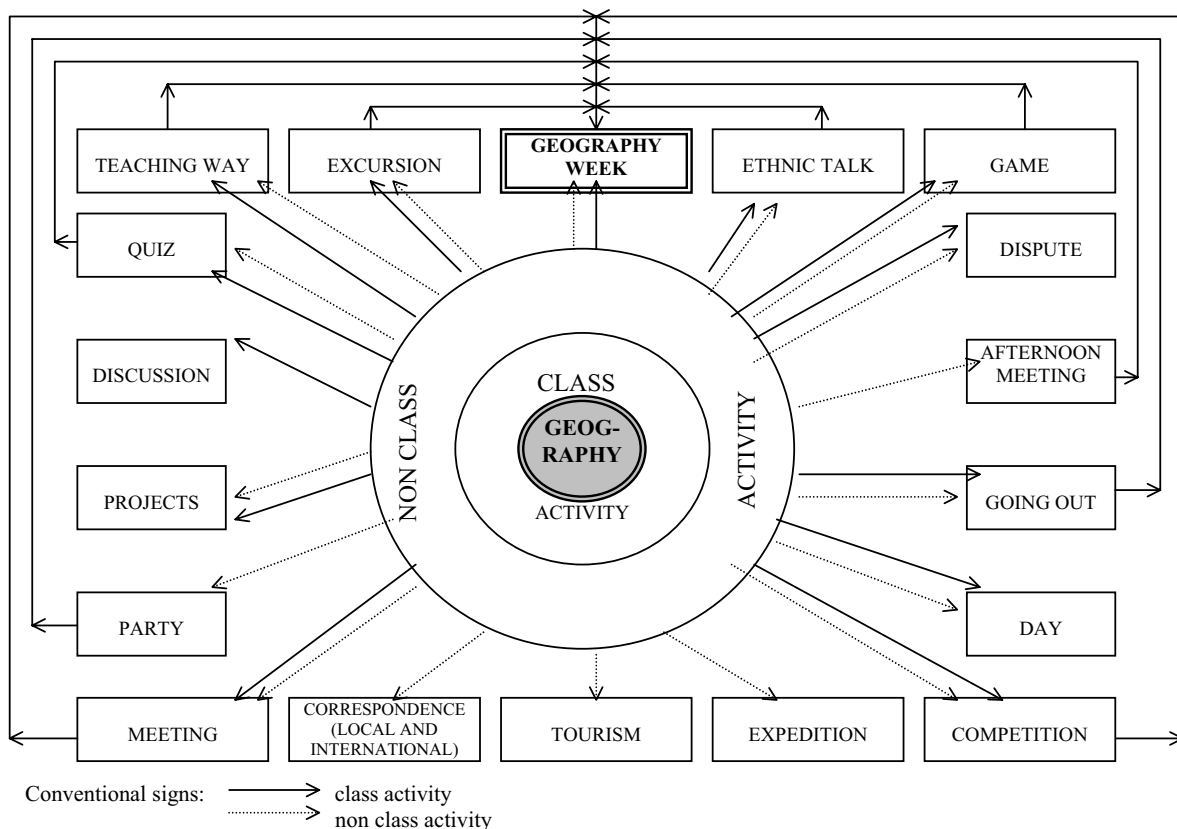 TEACHING WAY
EXCURSION
GEOGRAPHY
WEEK
ETHNIC TALK
GAME
QUIZ
DISPUTE
DISCUSSION
AFTERNOON
MEETING
PROJECTS
GOING OUT
PARTY
DAY
MEETING
CORRESPONDENCE
(LOCAL AND
INTERNATIONAL)
TOURISM
EXPEDITION
COMPETITION
NON CLASS
ACTIVITY
CLASS
GEOG-
RAPHY
ACTIVITY
Conventional signs:
class activity
non class activity